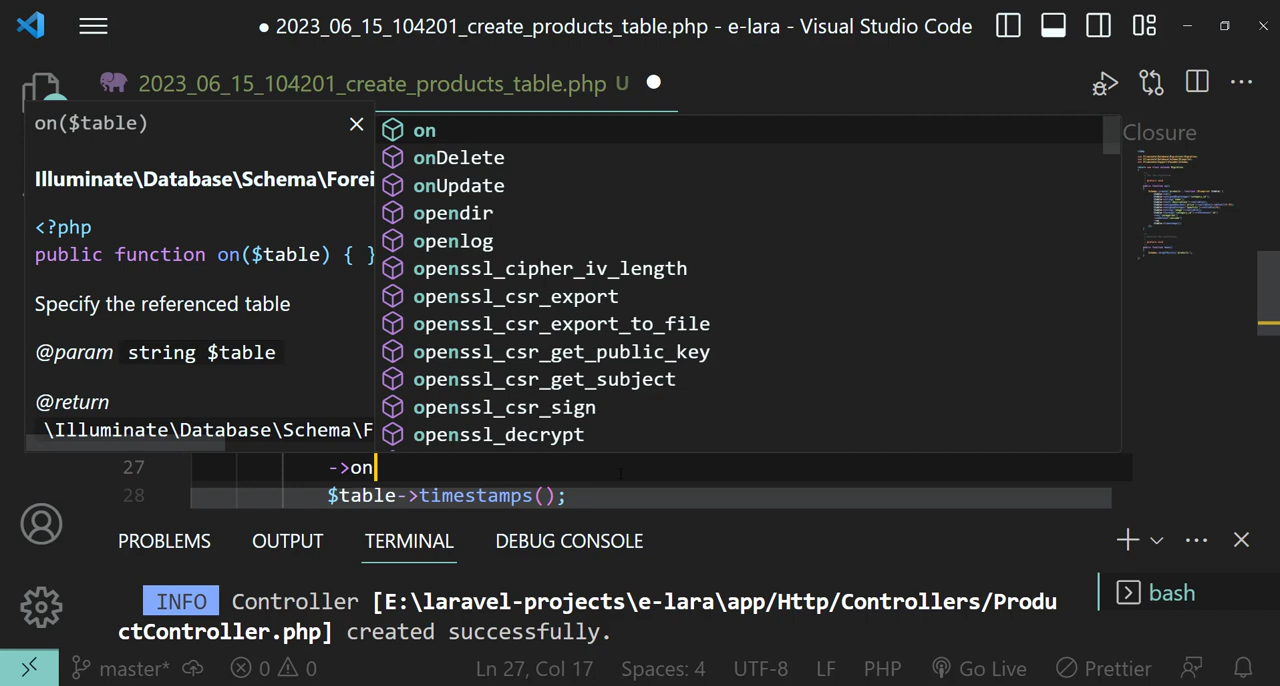 ● 2023_06_15_104201_create_products_table.php - e-lara - Visual Studio Code
2023_06_15_104201_create_products_table.php U
on($table)
Illuminate\Database\Schema\Forei
<?php
public function on($table) { }
Specify the referenced table
@param string $table
@return
\Illuminate\Database\Schema\F
on
onDelete
onUpdate
opendir
openlog
openssl_cipher_iv_length
openssl_csr_export
openssl_csr_export_to_file
openssl_csr_get_public_key
openssl_csr_get_subject
openssl_csr_sign
openssl_decrypt
Closure
27 ->on
28 $table->timestamps();
PROBLEMS OUTPUT TERMINAL DEBUG CONSOLE
INFO Controller [E:\laravel-projects\e-lara\app/Http/Controllers/Produ
ctController.php] created successfully.
bash
master* 0 0 Ln 27, Col 17 Spaces: 4 UTF-8 LF PHP Go Live Prettier